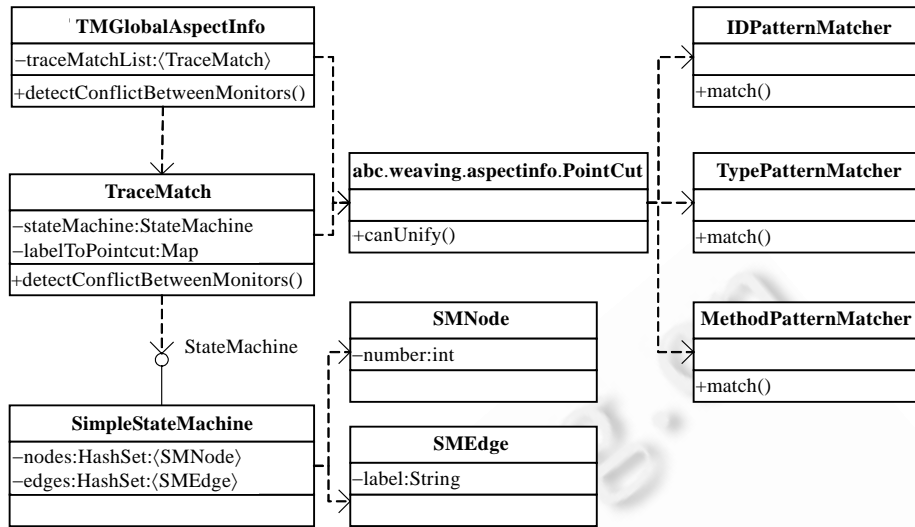 TMGlobalAspectInfo
–traceMatchList:⟨TraceMatch⟩
+detectConflictBetweenMonitors()
TraceMatch
–stateMachine:StateMachine
–labelToPointcut:Map
+detectConflictBetweenMonitors()
StateMachine
SimpleStateMachine
–nodes:HashSet:⟨SMNode⟩
–edges:HashSet:⟨SMEdge⟩
abc.weaving.aspectinfo.PointCut
+canUnify()
SMNode
–number:int
SMEdge
–label:String
IDPatternMatcher
+match()
TypePatternMatcher
+match()
MethodPatternMatcher
+match()